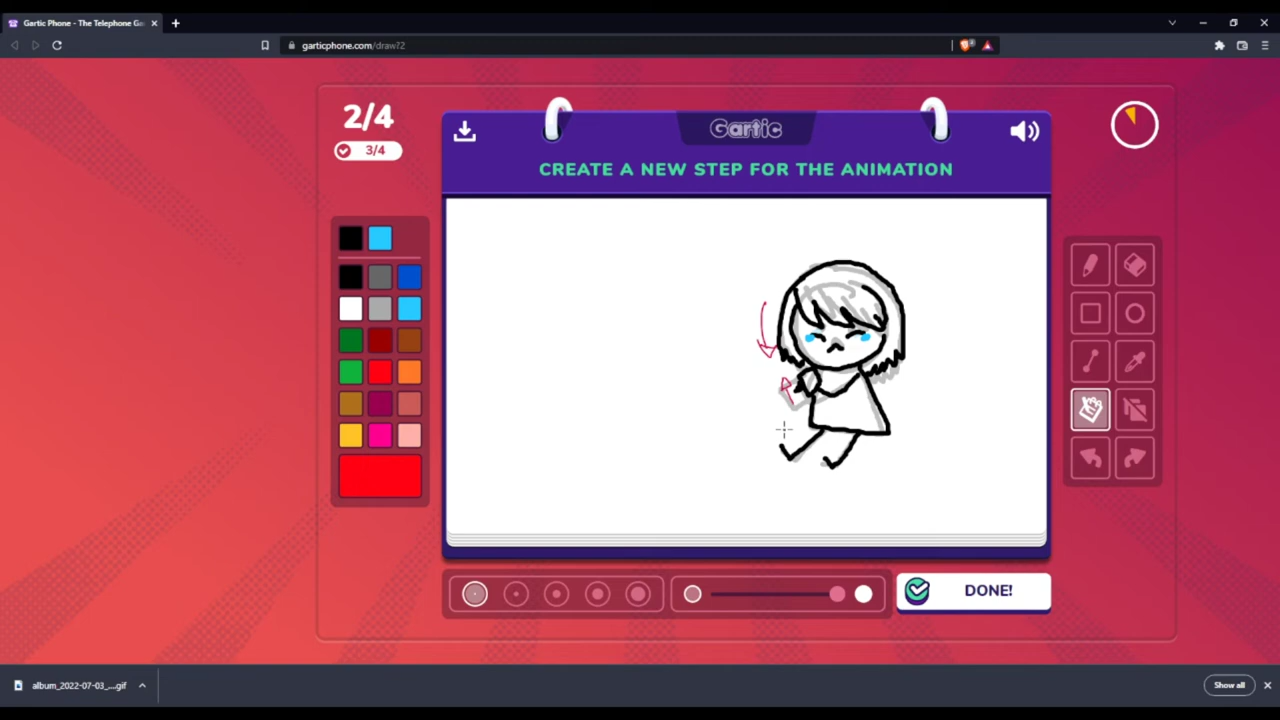 Gartic Phone - The Telephone Ga
garticphone.com/draw?2
2/4
3/4
Gartic
CREATE A NEW STEP FOR THE ANIMATION
DONE!
album_2022-07-03_....gif
Show all